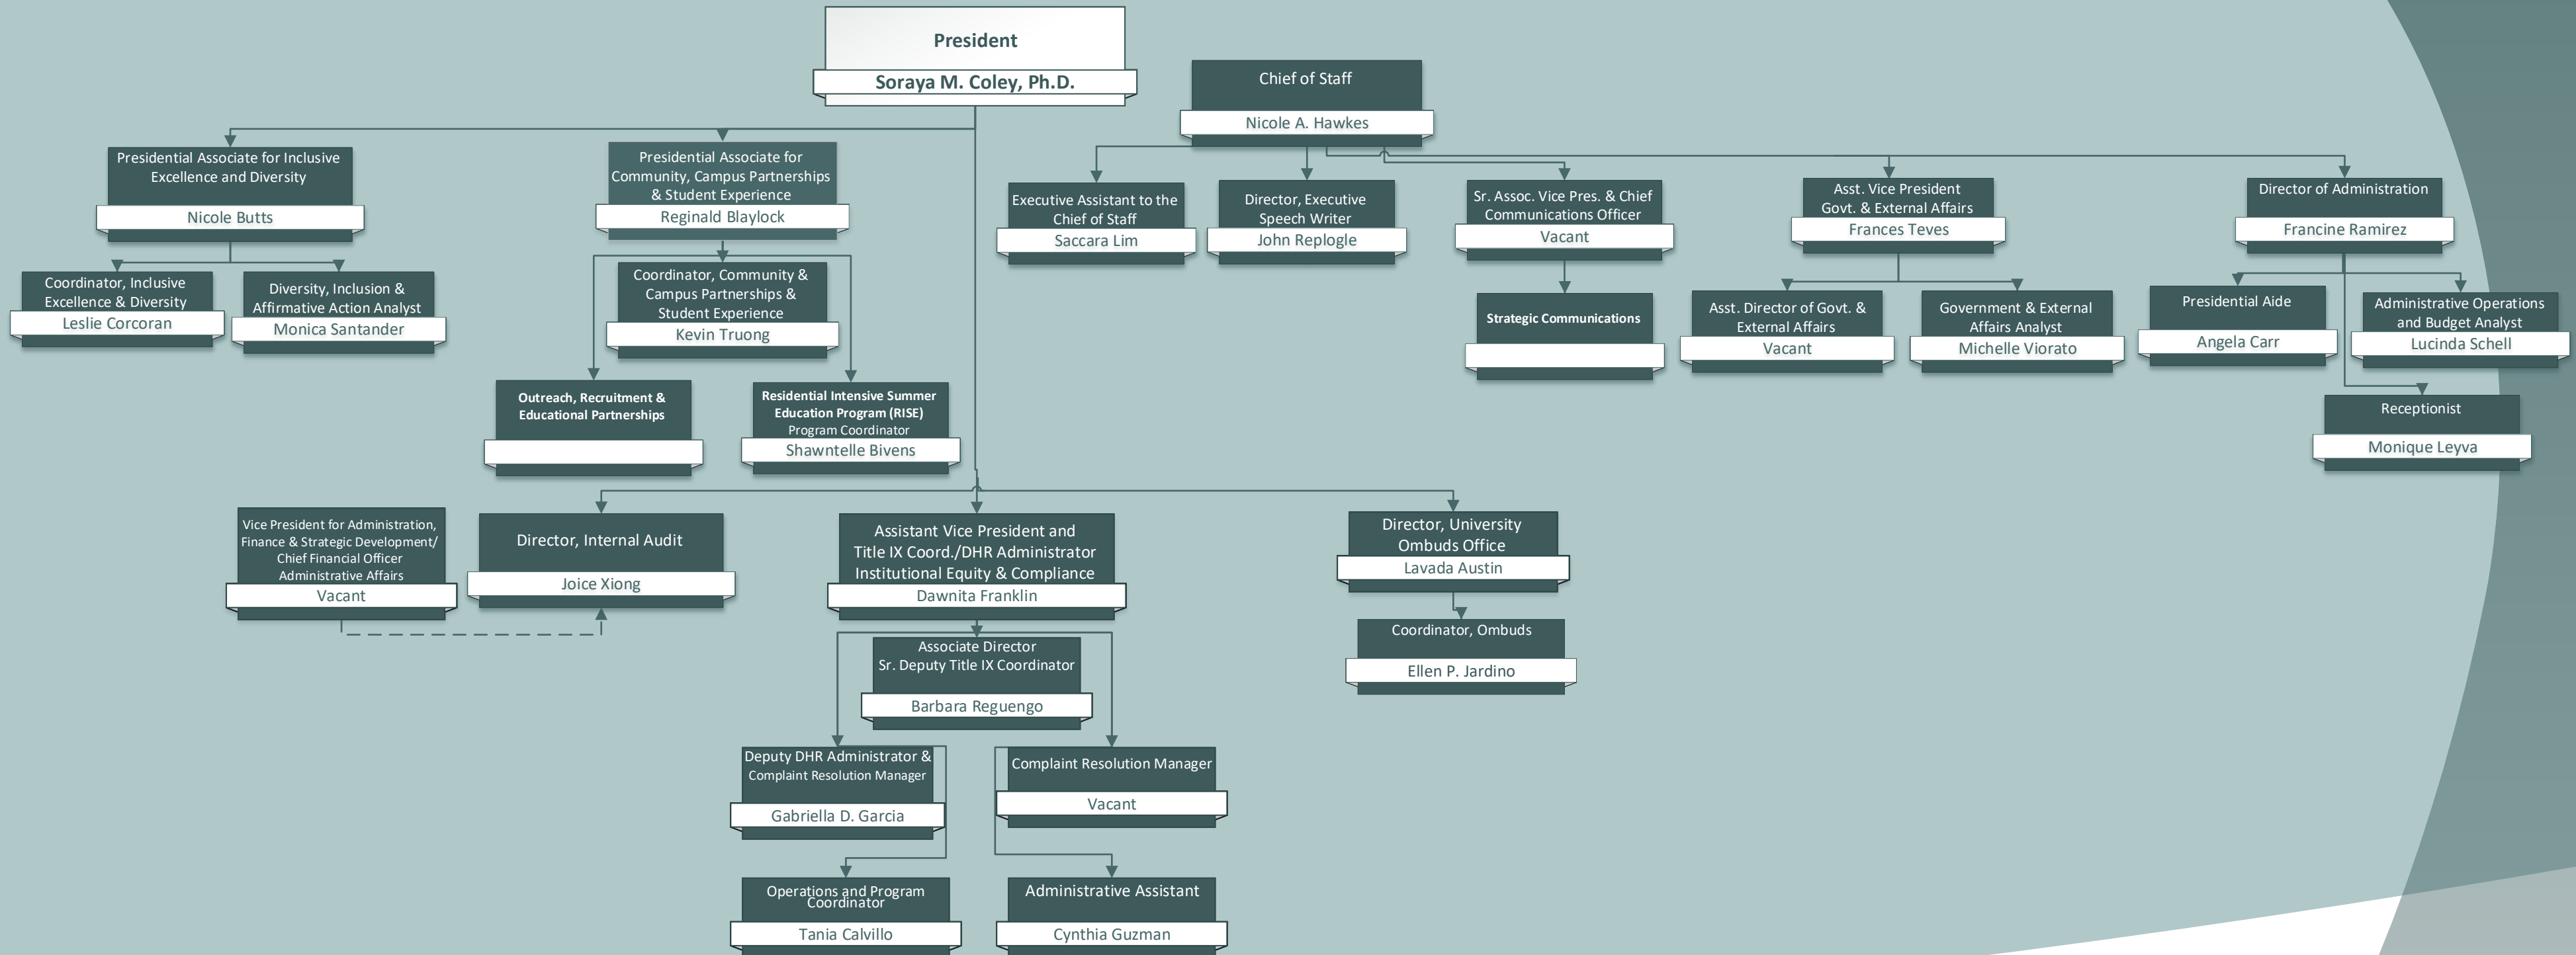 President
Soraya M. Coley, Ph.D.
Chief of Staff
Nicole A. Hawkes
Presidential Associate for Inclusive
Excellence and Diversity
Nicole Butts
Presidential Associate for
Community, Campus Partnerships
& Student Experience
Reginald Blaylock
Executive Assistant to the
Chief of Staff
Saccara Lim
Director, Executive
Speech Writer
John Replogle
Sr. Assoc. Vice Pres. & Chief
Communications Officer
Vacant
Asst. Vice President
Govt. & External Affairs
Frances Teves
Director of Administration
Francine Ramirez
Coordinator, Inclusive
Excellence & Diversity
Leslie Corcoran
Diversity, Inclusion &
Affirmative Action Analyst
Monica Santander
Coordinator, Community &
Campus Partnerships &
Student Experience
Kevin Truong
Strategic Communications
Asst. Director of Govt. &
External Affairs
Vacant
Government & External
Affairs Analyst
Michelle Viorato
Presidential Aide
Angela Carr
Administrative Operations
and Budget Analyst
Lucinda Schell
Outreach, Recruitment &
Educational Partnerships
Residential Intensive Summer
Education Program (RISE)
Program Coordinator
Shawntelle Bivens
Receptionist
Monique Leyva
Vice President for Administration,
Finance & Strategic Development/
Chief Financial Officer
Administrative Affairs
Vacant
Director, Internal Audit
Joice Xiong
Assistant Vice President and
Title IX Coord./DHR Administrator
Institutional Equity & Compliance
Dawnita Franklin
Director, University
Ombuds Office
Lavada Austin
Associate Director
Sr. Deputy Title IX Coordinator
Barbara Reguengo
Coordinator, Ombuds
Ellen P. Jardino
Deputy DHR Administrator &
Complaint Resolution Manager
Gabriella D. Garcia
Complaint Resolution Manager
Vacant
Operations and Program
Coordinator
Tania Calvillo
Administrative Assistant
Cynthia Guzman